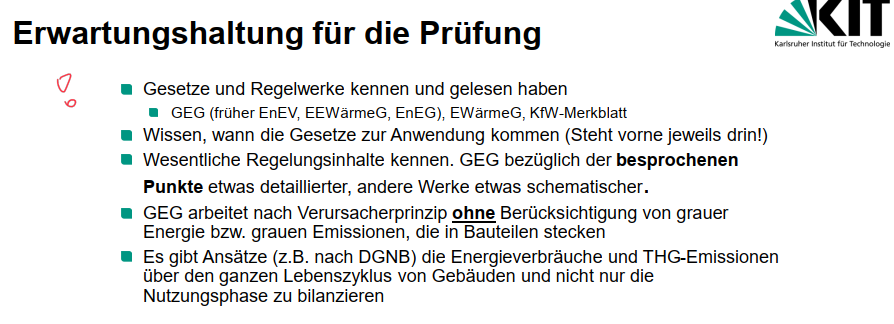 Erwartungshaltung für die Prüfung
KIT
Karlsruher Institut für Technologie
!
Gesetze und Regelwerke kennen und gelesen haben
GEG (früher EnEV, EEWärmeG, EnEG), EWärmeG, KfW-Merkblatt
Wissen, wann die Gesetze zur Anwendung kommen (Steht vorne jeweils drin!)
Wesentliche Regelungsinhalte kennen. GEG bezüglich der besprochenen
Punkte etwas detaillierter, andere Werke etwas schematischer.
GEG arbeitet nach Verursacherprinzip ohne Berücksichtigung von grauer
Energie bzw. grauen Emissionen, die in Bauteilen stecken
Es gibt Ansätze (z.B. nach DGNB) die Energieverbräuche und THG-Emissionen
über den ganzen Lebenszyklus von Gebäuden und nicht nur die
Nutzungsphase zu bilanzieren